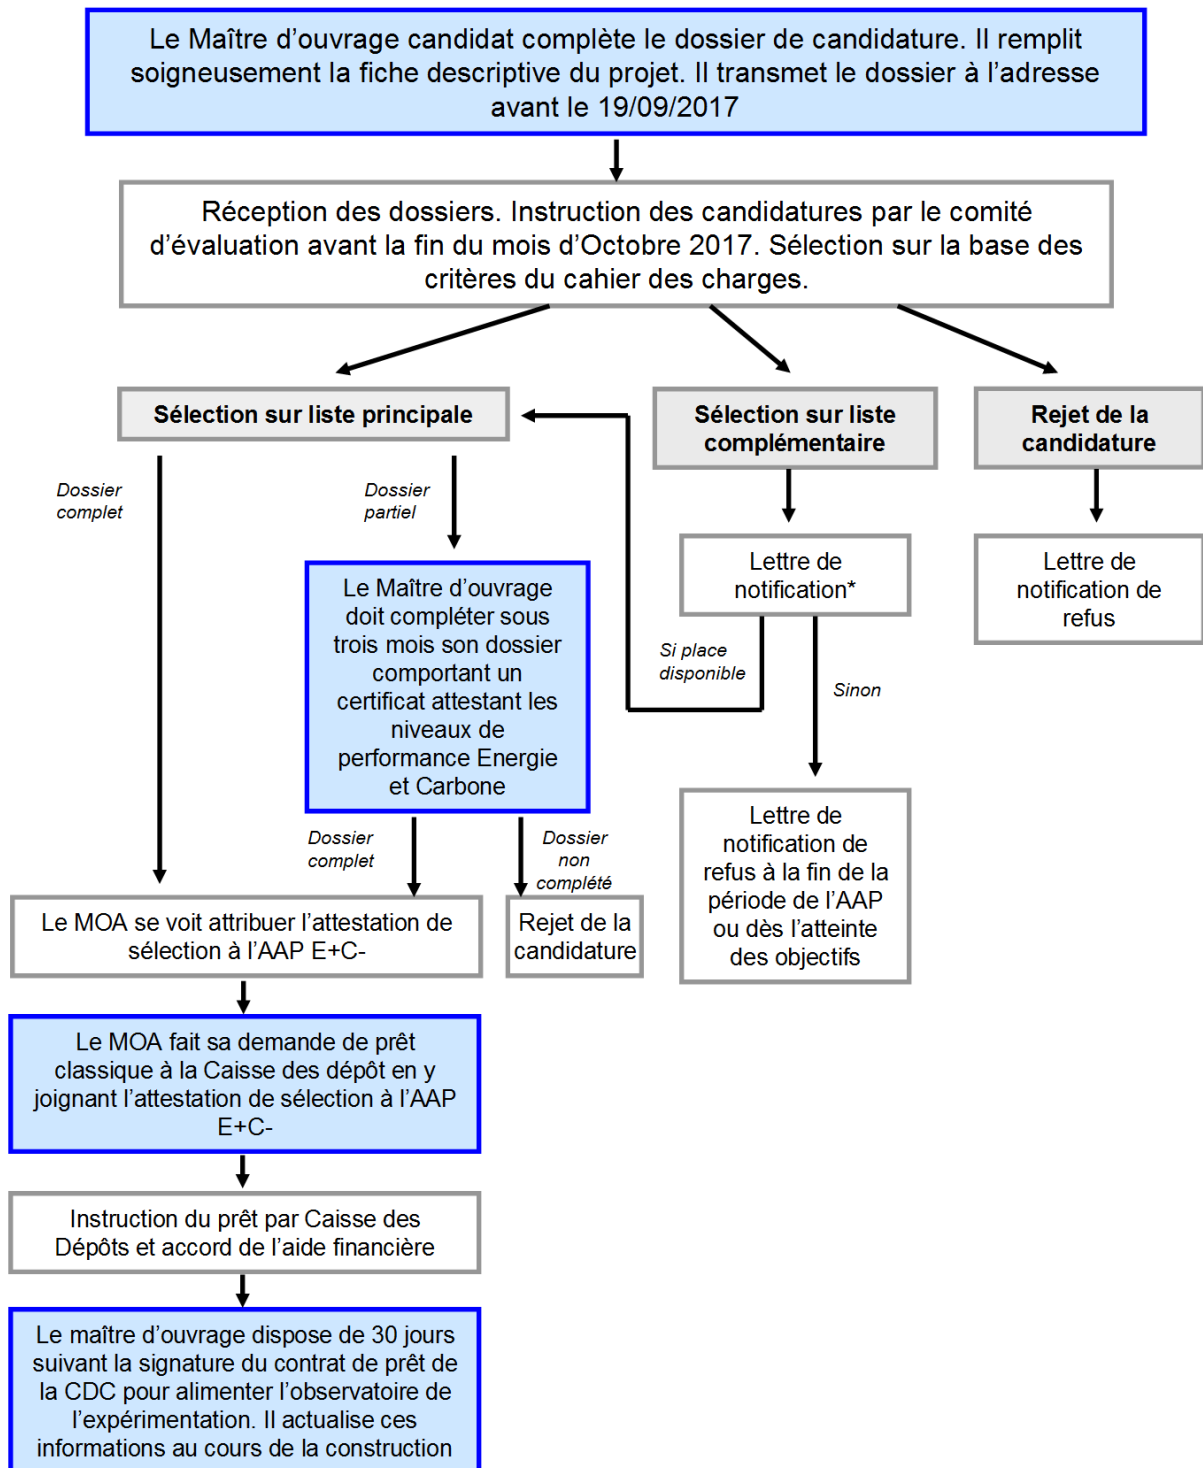 Le Maître d’ouvrage candidat complète le dossier de candidature. Il remplit
soigneusement la fiche descriptive du projet. Il transmet le dossier à l’adresse
avant le 19/09/2017
Réception des dossiers. Instruction des candidatures par le comité
d’évaluation avant la fin du mois d’Octobre 2017. Sélection sur la base des
critères du cahier des charges.
Sélection sur liste principale
Sélection sur liste
complémentaire
Rejet de la
candidature
Dossier
complet
Dossier
partiel
Lettre de
notification*
Lettre de
notification de
refus
Le Maître d’ouvrage
doit compléter sous
trois mois son dossier
comportant un
certificat attestant les
niveaux de
performance Energie
et Carbone
Si place
disponible
Sinon
Lettre de
notification de
refus à la fin de la
période de l’AAP
ou dès l’atteinte
des objectifs
Dossier
complet
Dossier
non
complété
Le MOA se voit attribuer l’attestation de
sélection à l’AAP E+C-
Rejet de la
candidature
Le MOA fait sa demande de prêt
classique à la Caisse des dépôt en y
joignant l’attestation de sélection à l’AAP
E+C-
Instruction du prêt par Caisse des
Dépôts et accord de l’aide financière
Le maître d’ouvrage dispose de 30 jours
suivant la signature du contrat de prêt de
la CDC pour alimenter l’observatoire de
l’expérimentation. Il actualise ces
informations au cours de la construction